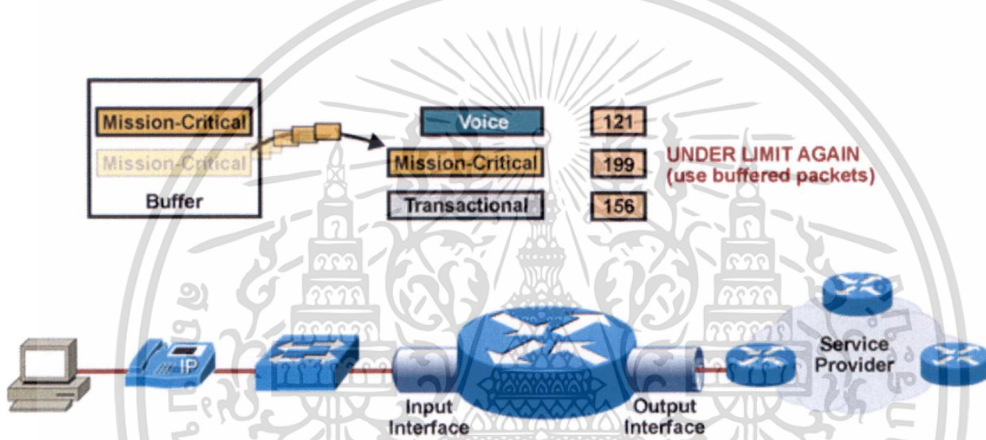 Mission-Critical
Mission-Critical
Buffer
Voice 121
Mission-Critical 199 UNDER LIMIT AGAIN
(use buffered packets)
Transactional 156
IP
Input
Interface
Output
Interface
Service
Provider